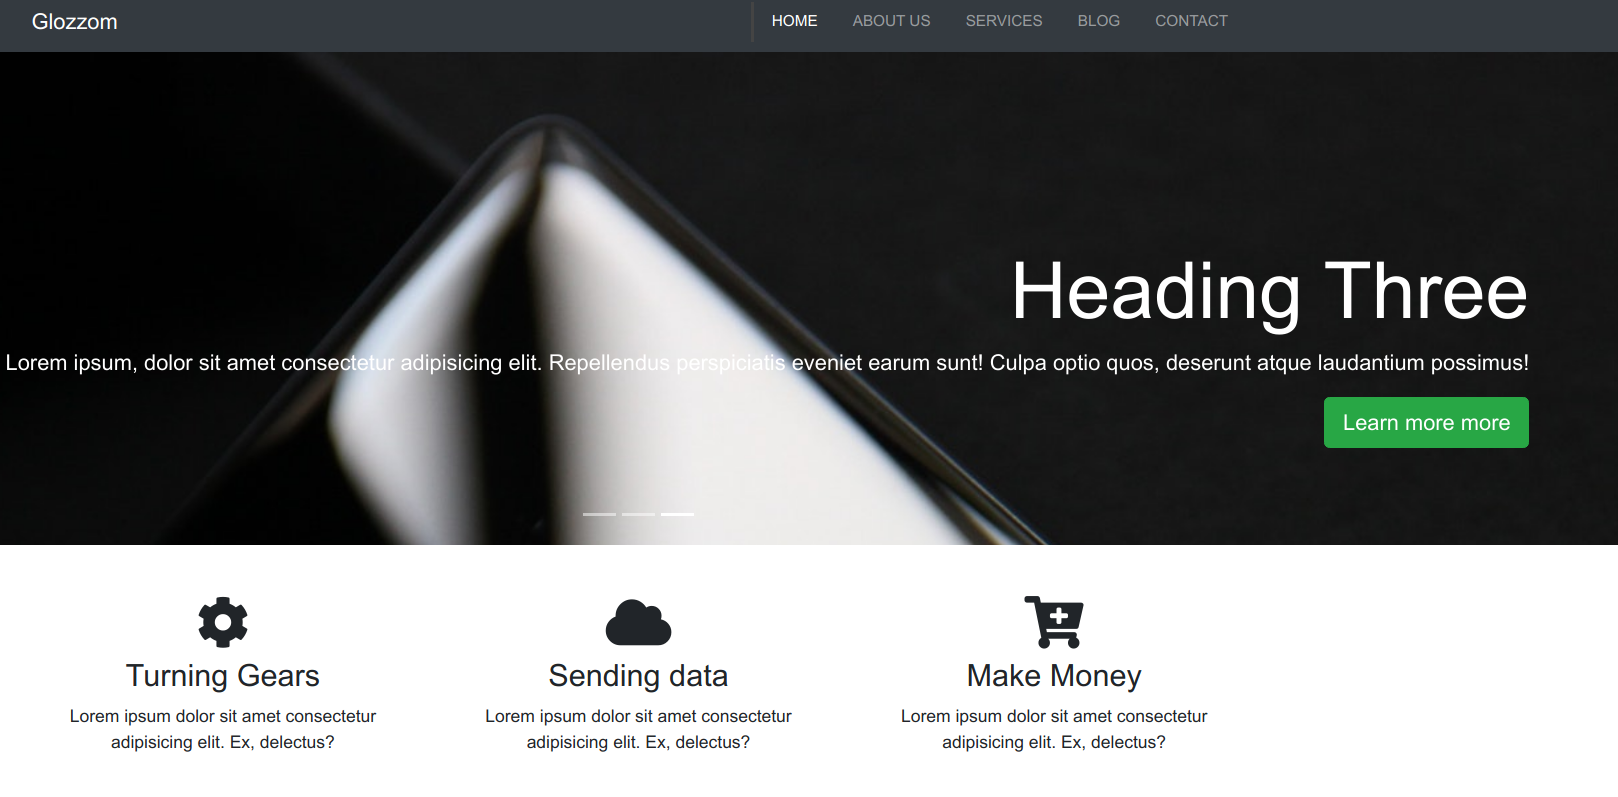 Glozzom
HOME ABOUT US SERVICES BLOG CONTACT
Heading Three
Lorem ipsum, dolor sit amet consectetur adipisicing elit. Repellendus perspiciatis eveniet earum sunt! Culpa optio quos, deserunt atque laudantium possimus!
Learn more more
Turning Gears
Lorem ipsum dolor sit amet consectetur
adipisicing elit. Ex, delectus?
Sending data
Lorem ipsum dolor sit amet consectetur
adipisicing elit. Ex, delectus?
Make Money
Lorem ipsum dolor sit amet consectetur
adipisicing elit. Ex, delectus?